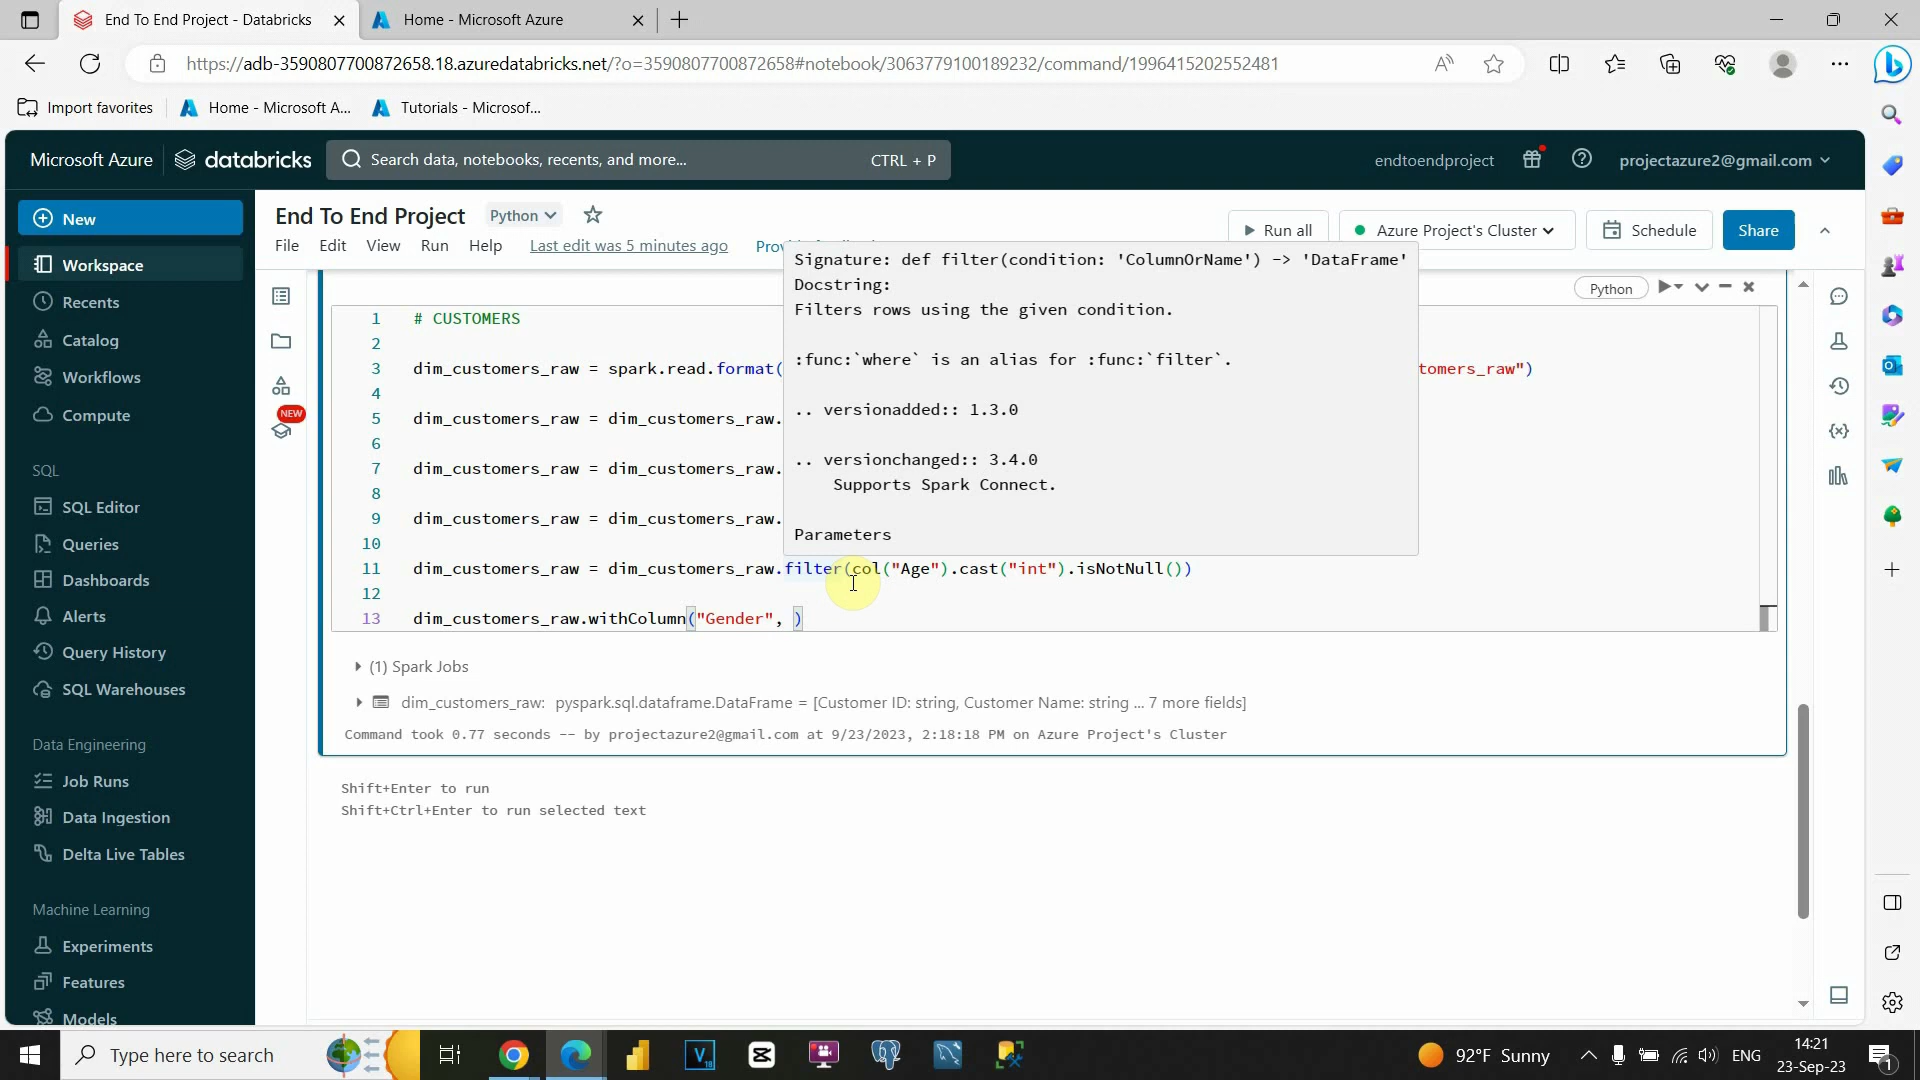 End To End Project - Databricks
Home - Microsoft Azure
https://adb-3590807700872658.18.azuredatabricks.net/?o=3590807700872658#notebook/3063779100189232/command/1996415202552481
Import favorites
Home - Microsoft A...
Tutorials - Microsof...
Microsoft Azure
databricks
Search data, notebooks, recents, and more...
CTRL + P
endtoendproject
projectazure2@gmail.com
New
Workspace
Recents
Catalog
Workflows
Compute
SQL
SQL Editor
Queries
Dashboards
Alerts
Query History
SQL Warehouses
Data Engineering
Job Runs
Data Ingestion
Delta Live Tables
Machine Learning
Experiments
Features
Models
NEW
End To End Project
Python
File Edit View Run Help Last edit was 5 minutes ago
Run all
Azure Project's Cluster
Schedule
Share
Python
Signature: def filter(condition: 'ColumnOrName') -> 'DataFrame'
Docstring:
Filters rows using the given condition.
:func:`where` is an alias for :func:`filter`.
.. versionadded:: 1.3.0
.. versionchanged:: 3.4.0
Supports Spark Connect.
Parameters
1 # CUSTOMERS
2
3 dim_customers_raw = spark.read.format( tomers_raw")
4
5 dim_customers_raw = dim_customers_raw.
6
7 dim_customers_raw = dim_customers_raw.
8
9 dim_customers_raw = dim_customers_raw.
10
11 dim_customers_raw = dim_customers_raw.filter(col("Age").cast("int").isNotNull())
12
13 dim_customers_raw.withColumn("Gender", )
(1) Spark Jobs
dim_customers_raw: pyspark.sql.dataframe.DataFrame = [Customer ID: string, Customer Name: string ... 7 more fields]
Command took 0.77 seconds -- by projectazure2@gmail.com at 9/23/2023, 2:18:18 PM on Azure Project's Cluster
Shift+Enter to run
Shift+Ctrl+Enter to run selected text
Type here to search
92°F Sunny
ENG
14:21
23-Sep-23
1